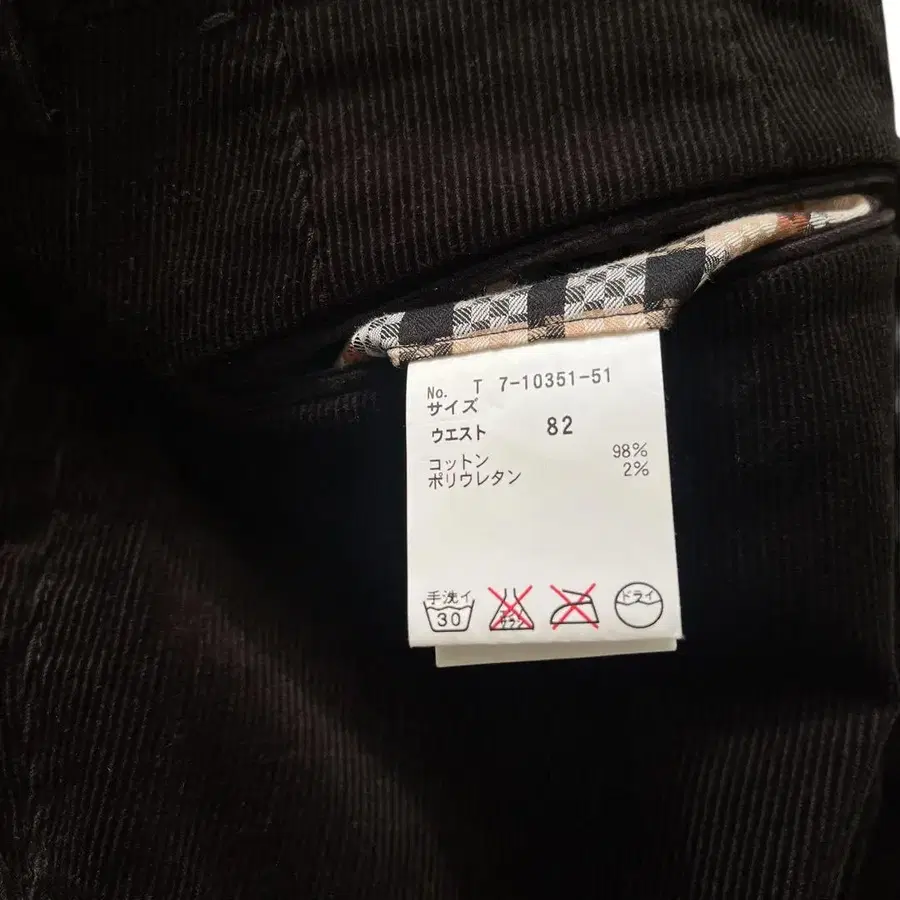 No. T 7-10351-51
サイズ
ウエスト 82
コットン 98%
ポリウレタン 2%
手洗イ
30
ドライ